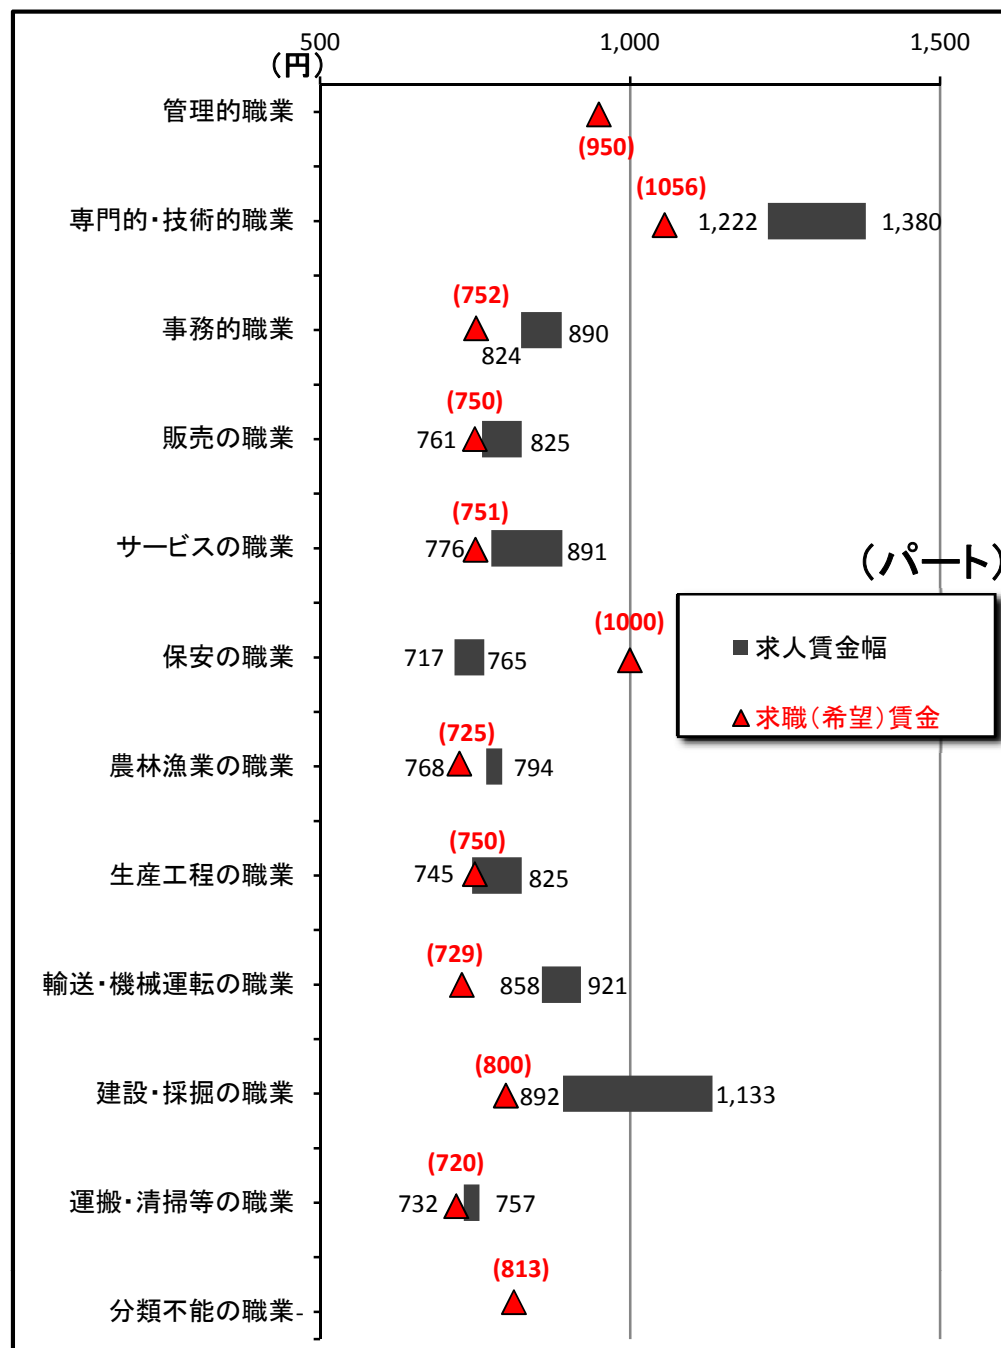 500 1,000 1,500
(円)
管理的職業
(950)
(1056)
専門的・技術的職業 1,222 1,380
(752)
事務的職業 824 890
(750)
販売の職業 761 825
(751)
サービスの職業 776 891
(パート)
(1000)
保安の職業 717 765
求人賃金幅
求職(希望)賃金
(725)
農林漁業の職業 768 794
(750)
生産工程の職業 745 825
(729)
輸送・機械運転の職業 858 921
(800)
建設・採掘の職業 892 1,133
(720)
運搬・清掃等の職業 732 757
(813)
分類不能の職業